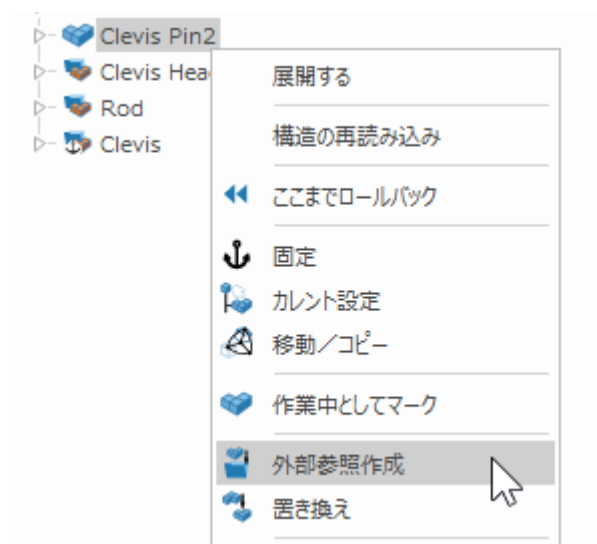 Clevis Pin2
Clevis Hea
Rod
Clevis
展開する
構造の再読み込み
ここまでロールバック
固定
カレント設定
移動／コピー
作業中としてマーク
外部参照作成
置き換え